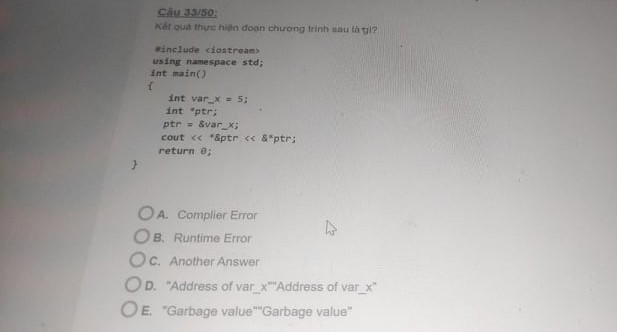 Câu 33/50:
Kết quả thực hiện đoạn chương trình sau là gì?
#include <iostream>
using namespace std;
int main()
{
int var_x = 5;
int *ptr;
ptr = &var_x;
cout << *&ptr << &*ptr;
return 0;
}
A. Complier Error
B. Runtime Error
C. Another Answer
D. "Address of var_x""Address of var_x"
E. "Garbage value""Garbage value"